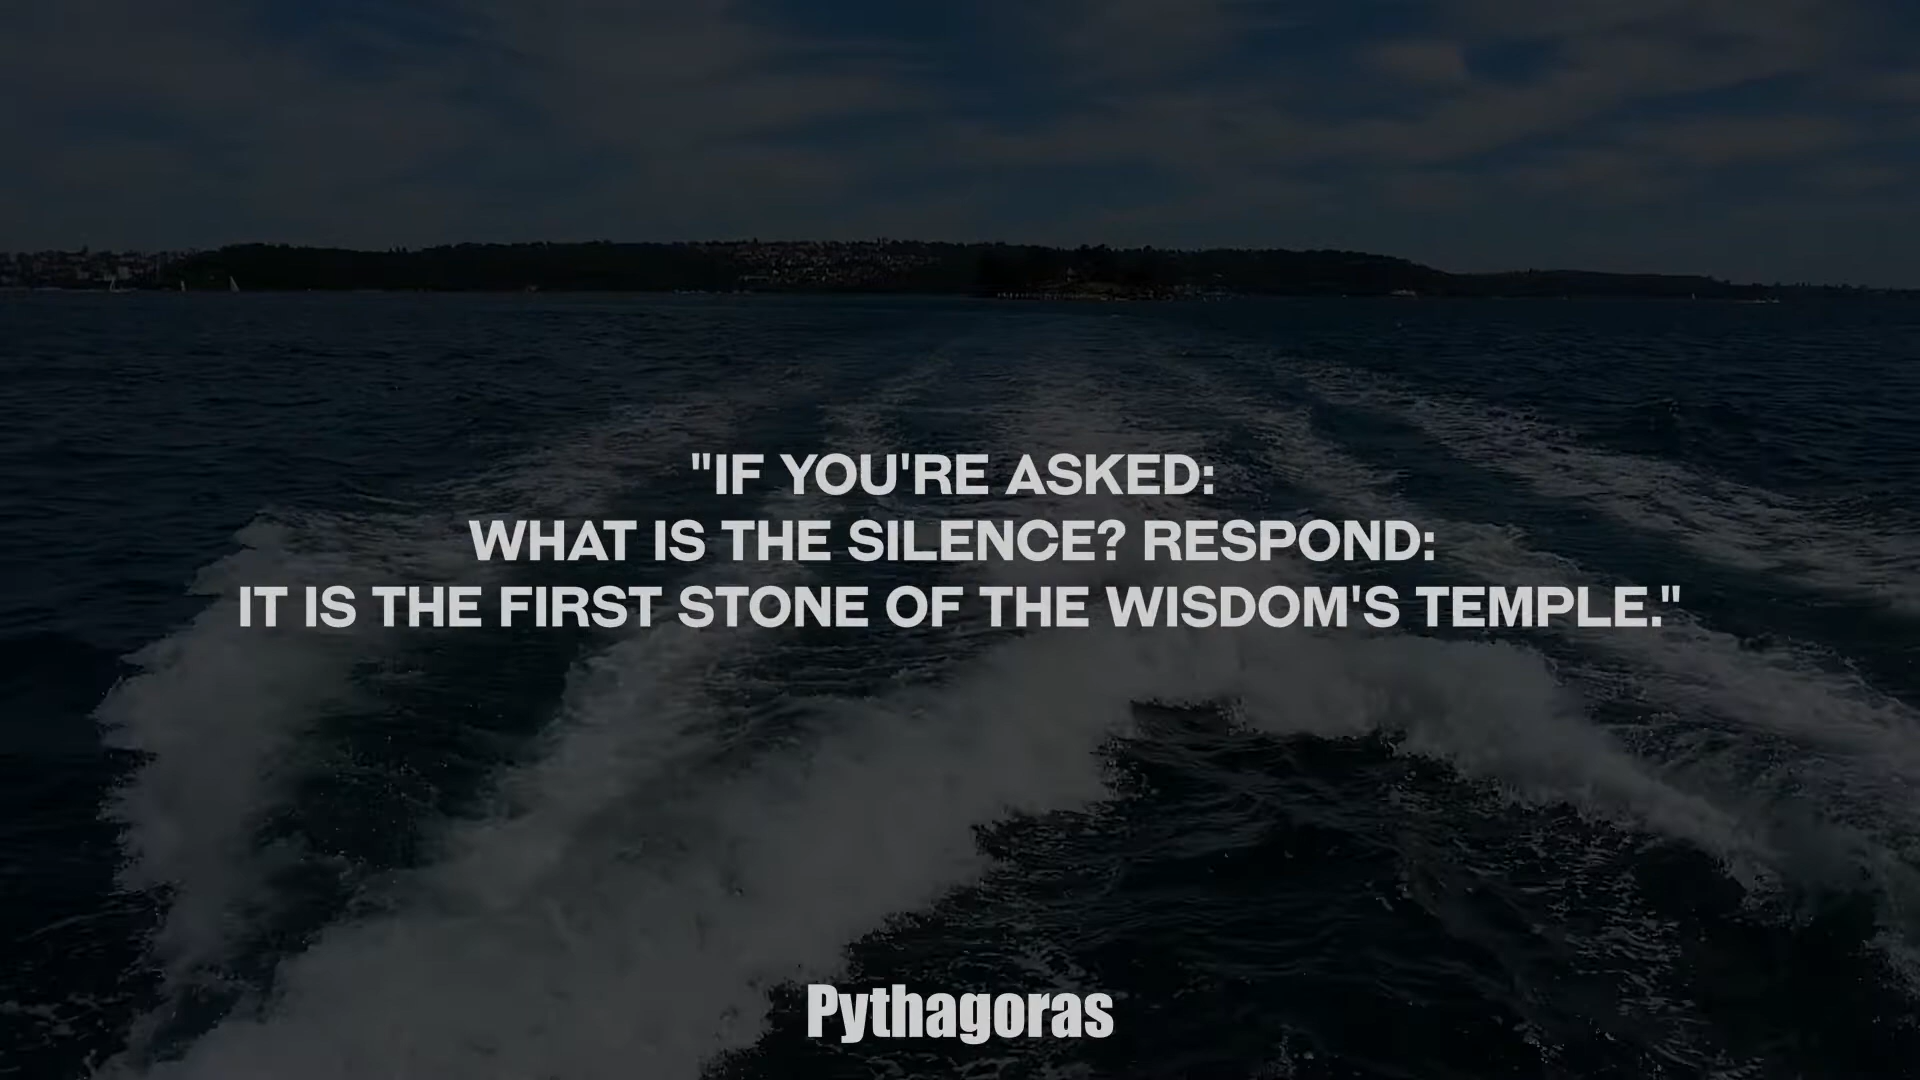 "IF YOU'RE ASKED:
WHAT IS THE SILENCE? RESPOND:
IT IS THE FIRST STONE OF THE WISDOM'S TEMPLE."
Pythagoras